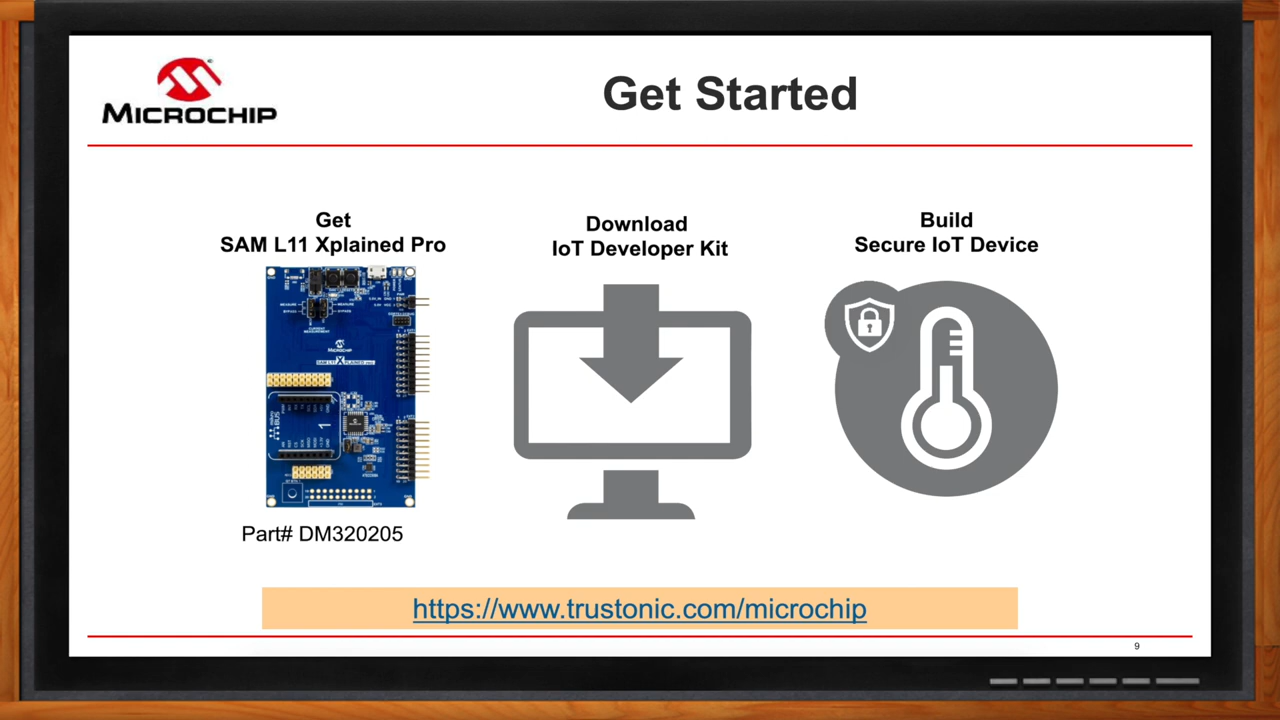 MICROCHIP
Get Started
Get
SAM L11 Xplained Pro
Download
IoT Developer Kit
Build
Secure IoT Device
MICROCHIP
Part# DM320205
https://www.trustonic.com/microchip
9